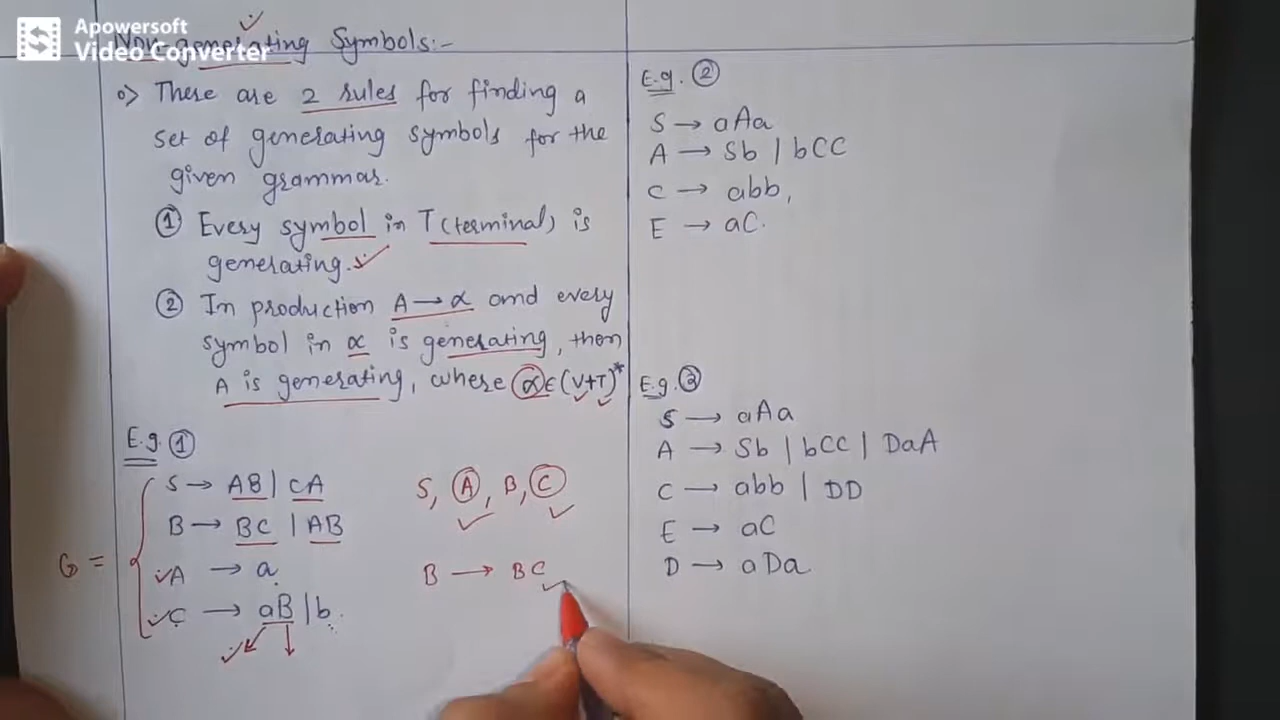 Apowersoft
Video Converter
Non-generating Symbols:-
There are 2 rules for finding a
set of generating symbols for the
given grammar.
① Every symbol in T (terminal) is
generating.
② In production A → α and every
symbol in α is generating, then
A is generating, where α ∈ (V+T)*
E.g. ①
G =
S → AB | CA
B → BC | AB
A → a
C → aB | b.
S, A, B, C
B → BC
E.g. ②
S → aAa
A → Sb | bCC
C → abb,
E → aC.
E.g. ③
S → aAa
A → Sb | bCC | DaA
C → abb | DD
E → aC
D → aDa